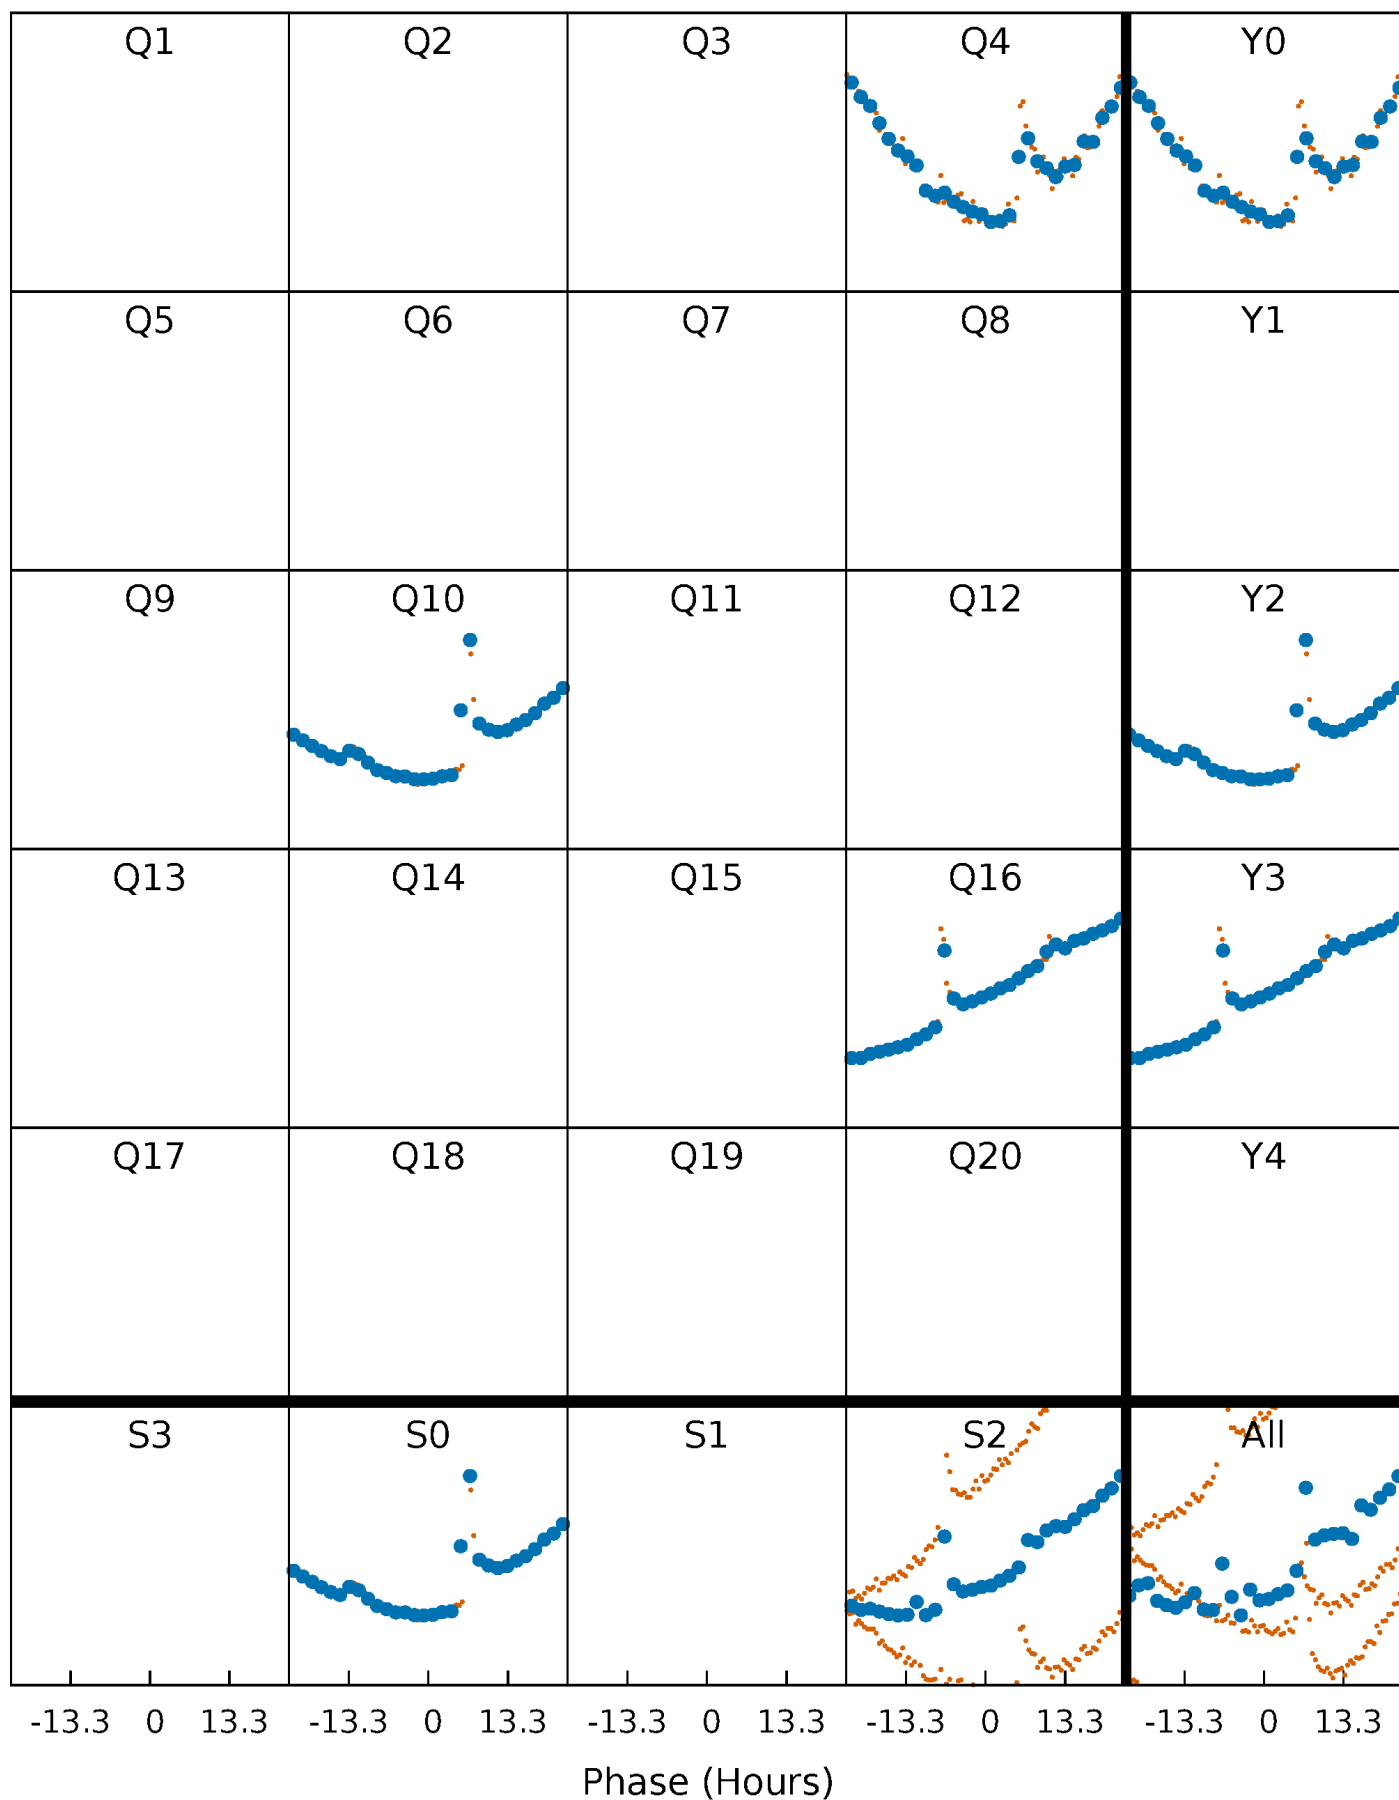 Q1 Q2 Q3 Q4 Y0
Q5 Q6 Q7 Q8 Y1
Q9 Q10 Q11 Q12 Y2
Q13 Q14 Q15 Q16 Y3
Q17 Q18 Q19 Q20 Y4
S3 S0 S1 S2 All
-13.3 0 13.3 -13.3 0 13.3 -13.3 0 13.3 -13.3 0 13.3 -13.3 0 13.3
Phase (Hours)